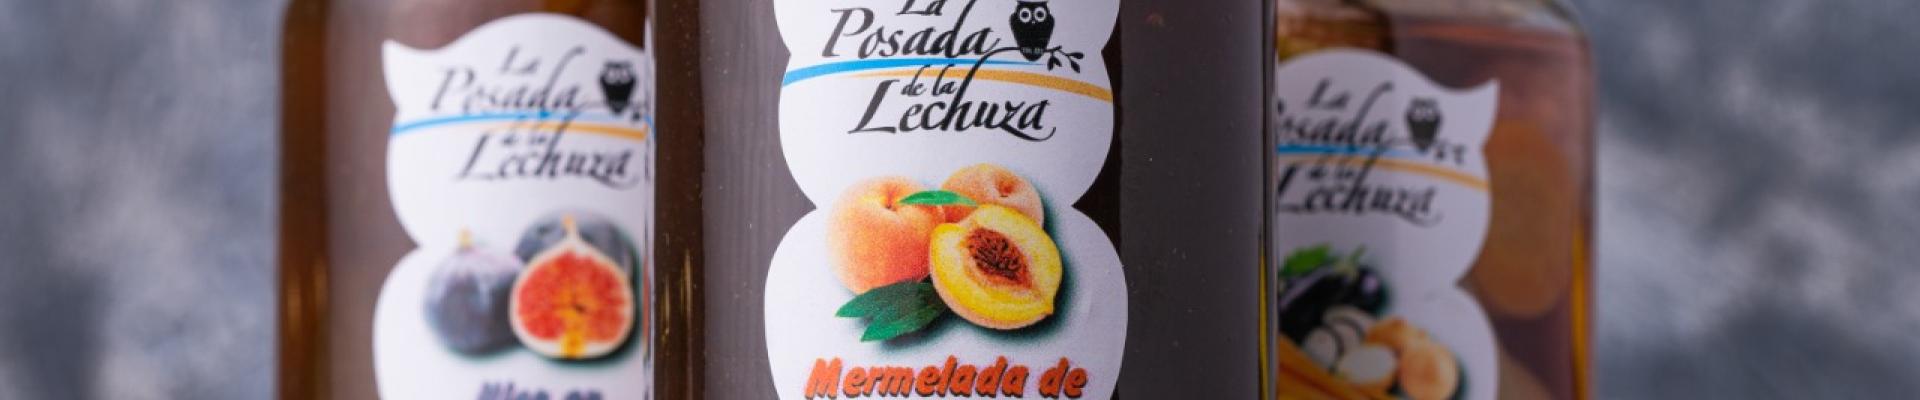 La
Posada
de la
Lechuza
La
Posada
de la
Lechuza
Mermelada de
La
Posada
de la
Lechuza